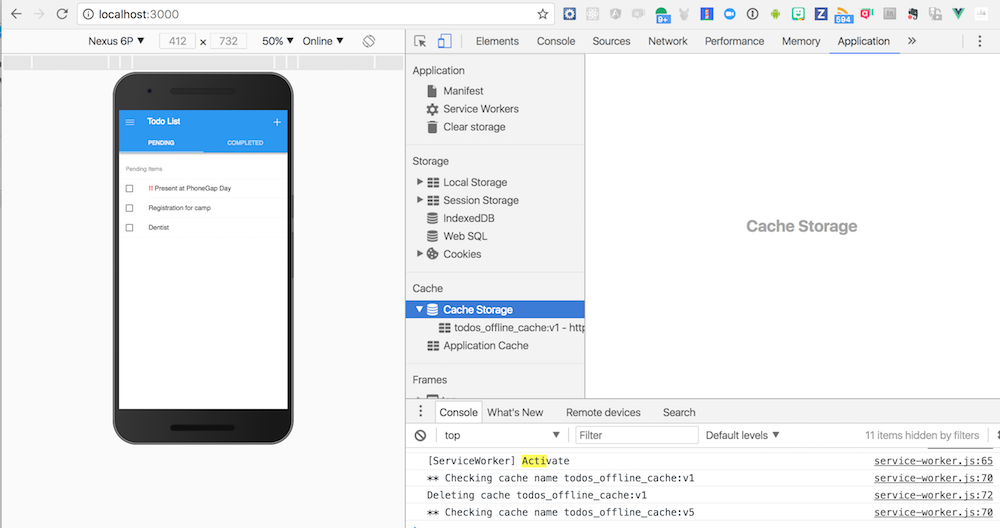 localhost:3000
9+
Z
594
Nexus 6P ▼ 412 × 732 50% ▼ Online ▼
Elements Console Sources Network Performance Memory Application »
Todo List +
PENDING COMPLETED
Pending Items
!! Present at PhoneGap Day
Registration for camp
Dentist
Application
Manifest
Service Workers
Clear storage
Storage
Local Storage
Session Storage
IndexedDB
Web SQL
Cookies
Cache
Cache Storage
todos_offline_cache:v1 - http
Application Cache
Frames
Cache Storage
Console What's New Remote devices Search
top ▼ Filter Default levels ▼ 11 items hidden by filters
[ServiceWorker] Activate service-worker.js:65
** Checking cache name todos_offline_cache:v1 service-worker.js:70
Deleting cache todos_offline_cache:v1 service-worker.js:72
** Checking cache name todos_offline_cache:v5 service-worker.js:70